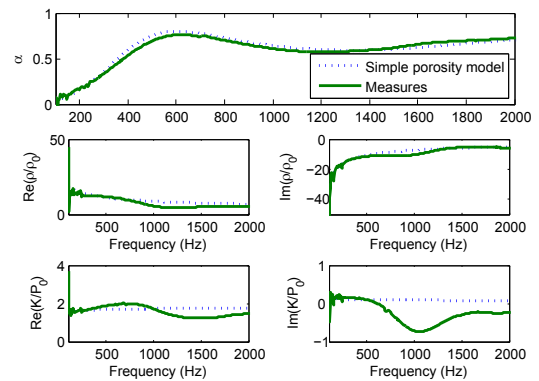 1
0.5
0
α
200 400 600 800 1000 1200 1400 1600 1800 2000
Simple porosity model
Measures
50
0
Re(ρ/ρ0)
500 1000 1500 2000
Frequency (Hz)
0
−20
−40
Im(ρ/ρ0)
500 1000 1500 2000
Frequency (Hz)
4
2
0
Re(K/P0)
500 1000 1500 2000
Frequency (Hz)
1
0
−1
Im(K/P0)
500 1000 1500 2000
Frequency (Hz)